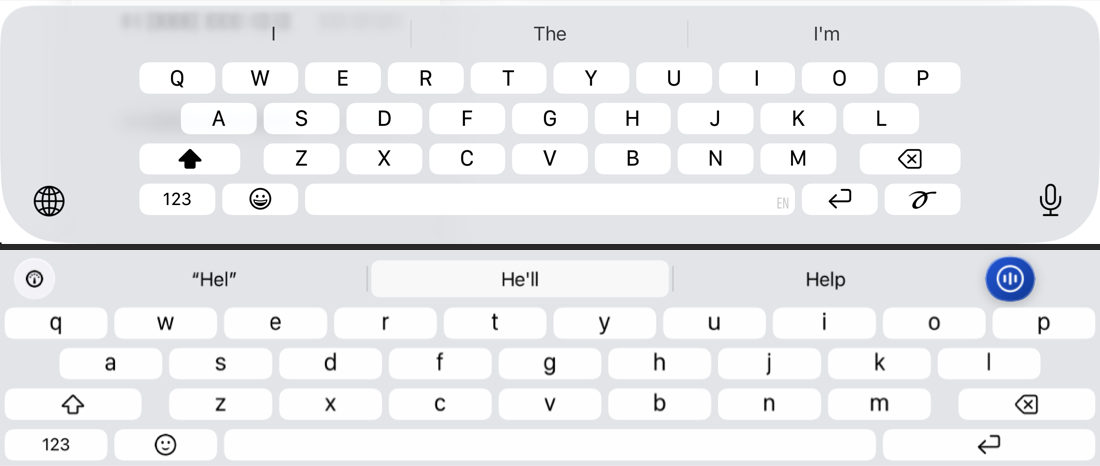 I The I'm
Q W E R T Y U I O P
A S D F G H J K L
Z X C V B N M
123 EN
“Hel” He'll Help
q w e r t y u i o p
a s d f g h j k l
z x c v b n m
123